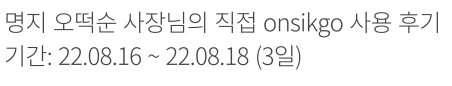 명지 오떡순 사장님의 직접 onsikgo 사용 후기
기간: 22.08.16 ~ 22.08.18 (3일)